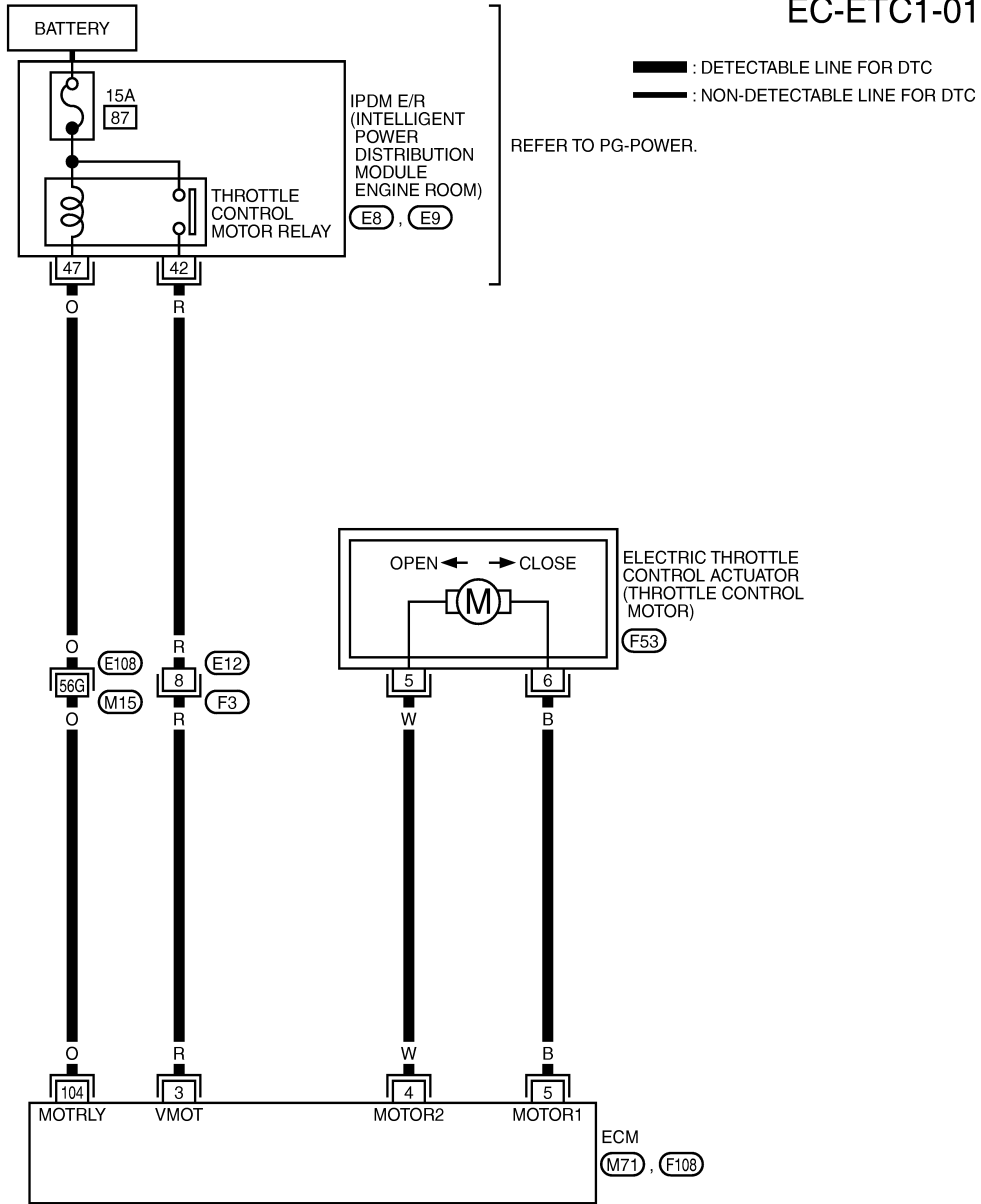 EC-ETC1-01
BATTERY
: DETECTABLE LINE FOR DTC
: NON-DETECTABLE LINE FOR DTC
15A
87
IPDM E/R
(INTELLIGENT
POWER
DISTRIBUTION
MODULE
ENGINE ROOM)
E8 , E9
REFER TO PG-POWER.
THROTTLE
CONTROL
MOTOR RELAY
47 42
O R
OPEN CLOSE
M
ELECTRIC THROTTLE
CONTROL ACTUATOR
(THROTTLE CONTROL
MOTOR)
F53
O R
E108 E12
56G 8 5 6
M15 F3
O R W B
O R W B
104 3 4 5
MOTRLY VMOT MOTOR2 MOTOR1
ECM
M71 , F108